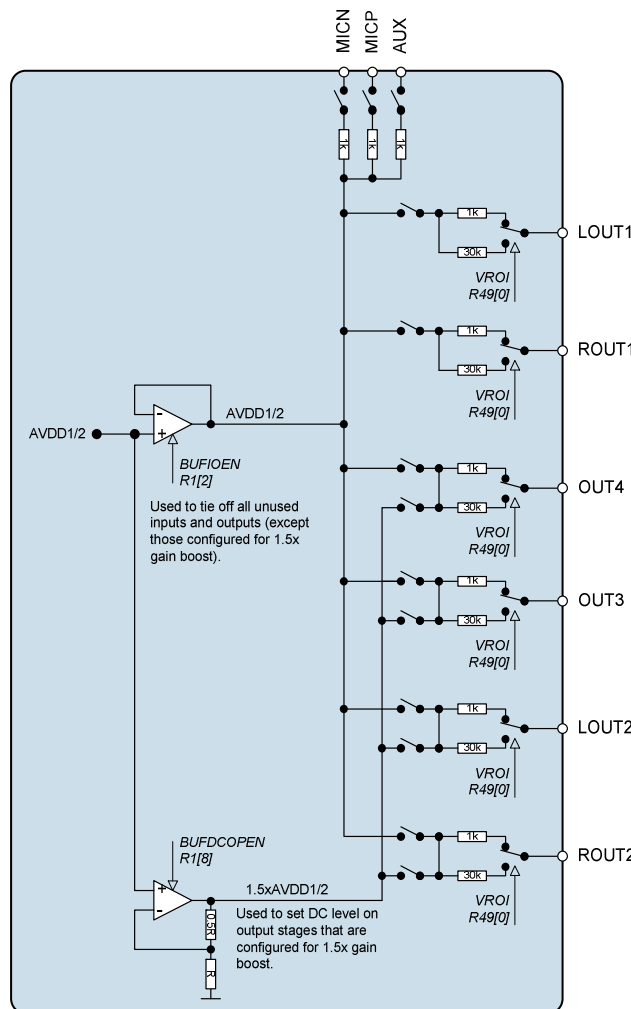 MICN
MICP
AUX
1k
1k
1k
1k
30k
LOUT1
VROI
R49[0]
1k
30k
ROUT1
VROI
R49[0]
AVDD1/2
-
+
AVDD1/2
BUFIOEN
R1[2]
Used to tie off all unused
inputs and outputs (except
those configured for 1.5x
gain boost).
1k
30k
OUT4
VROI
R49[0]
1k
30k
OUT3
VROI
R49[0]
1k
30k
LOUT2
VROI
R49[0]
1k
30k
ROUT2
VROI
R49[0]
BUFDCOPEN
R1[8]
+
-
1.5xAVDD1/2
0.5R
R
Used to set DC level on
output stages that are
configured for 1.5x gain
boost.